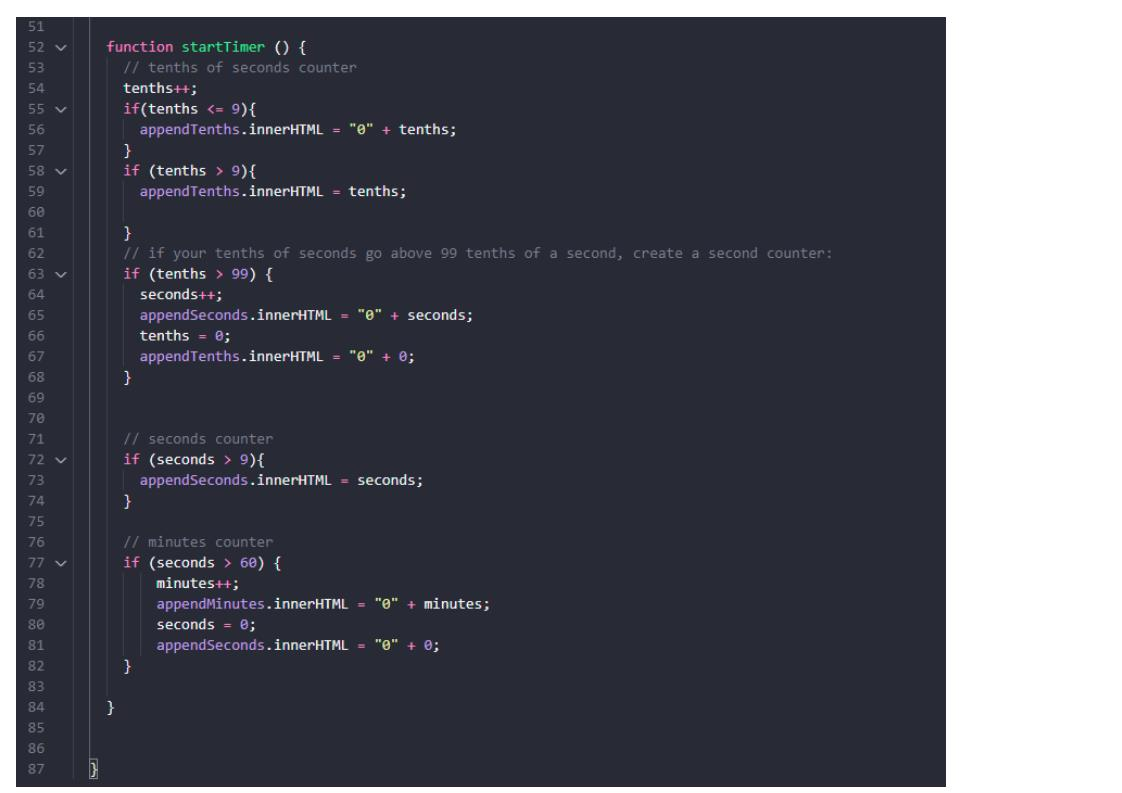 51
52 function startTimer () {
53 // tenths of seconds counter
54 tenths++;
55 if(tenths <= 9){
56 appendTenths.innerHTML = "0" + tenths;
57 }
58 if (tenths > 9){
59 appendTenths.innerHTML = tenths;
60
61 }
62 // if your tenths of seconds go above 99 tenths of a second, create a second counter:
63 if (tenths > 99) {
64 seconds++;
65 appendSeconds.innerHTML = "0" + seconds;
66 tenths = 0;
67 appendTenths.innerHTML = "0" + 0;
68 }
69
70
71 // seconds counter
72 if (seconds > 9){
73 appendSeconds.innerHTML = seconds;
74 }
75
76 // minutes counter
77 if (seconds > 60) {
78 minutes++;
79 appendMinutes.innerHTML = "0" + minutes;
80 seconds = 0;
81 appendSeconds.innerHTML = "0" + 0;
82 }
83
84 }
85
86
87 }